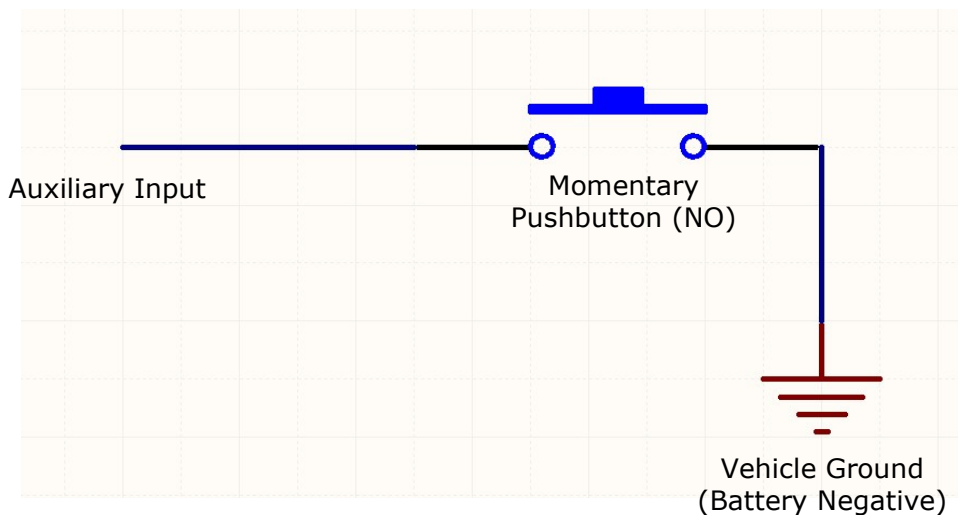 Auxiliary Input
Momentary
Pushbutton (NO)
Vehicle Ground
(Battery Negative)